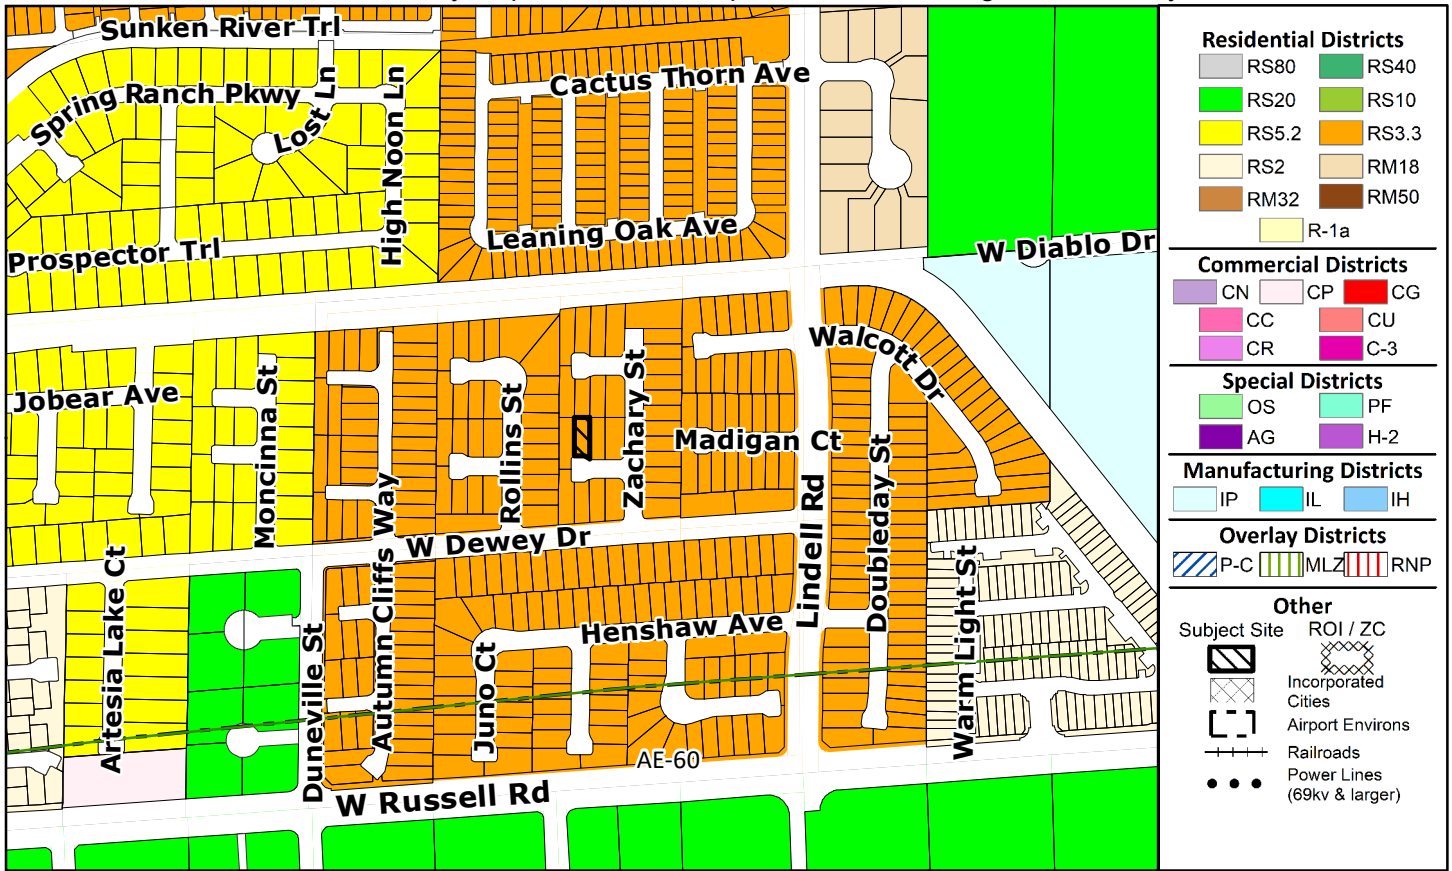 Sunken River Trl
Spring Ranch Pkwy
Lost Ln
High Noon Ln
Cactus Thorn Ave
Leaning Oak Ave
Prospector Trl
W Diablo Dr
Jobear Ave
Moncinna St
Rollins St
Zachary St
Walcott Dr
Madigan Ct
Autumn Cliffs Way
W Dewey Dr
Lindell Rd
Doubleday St
Artesia Lake Ct
Duneville St
Juno Ct
Henshaw Ave
Warm Light St
AE-60
W Russell Rd
Residential Districts
RS80 RS40
RS20 RS10
RS5.2 RS3.3
RS2 RM18
RM32 RM50
R-1a
Commercial Districts
CN CP CG
CC CU
CR C-3
Special Districts
OS PF
AG H-2
Manufacturing Districts
IP IL IH
Overlay Districts
P-C MLZ RNP
Other
Subject Site ROI / ZC
Incorporated
Cities
Airport Environs
Railroads
Power Lines
(69kv & larger)